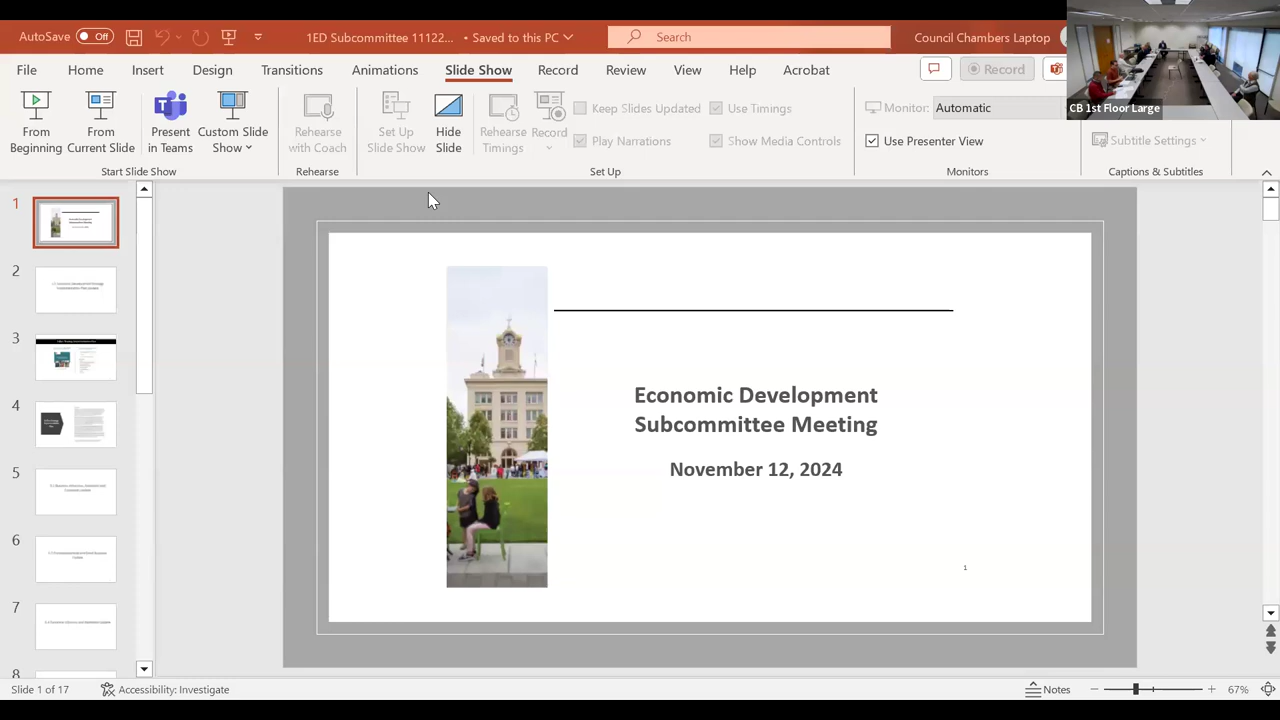 AutoSave Off 1ED Subcommittee 11122... • Saved to this PC Search Council Chambers Laptop
File Home Insert Design Transitions Animations Slide Show Record Review View Help Acrobat Record
CB 1st Floor Large
From Beginning
From Current Slide
Present in Teams
Custom Slide Show
Start Slide Show
Rehearse with Coach
Rehearse
Set Up Slide Show
Hide Slide
Rehearse Timings
Record
Keep Slides Updated
Play Narrations
Use Timings
Show Media Controls
Set Up
Monitor: Automatic
Use Presenter View
Monitors
Subtitle Settings
Captions & Subtitles
1
2
3
4
5
6
7
8
Economic Development
Subcommittee Meeting
November 12, 2024
1
Slide 1 of 17 Accessibility: Investigate Notes 67%